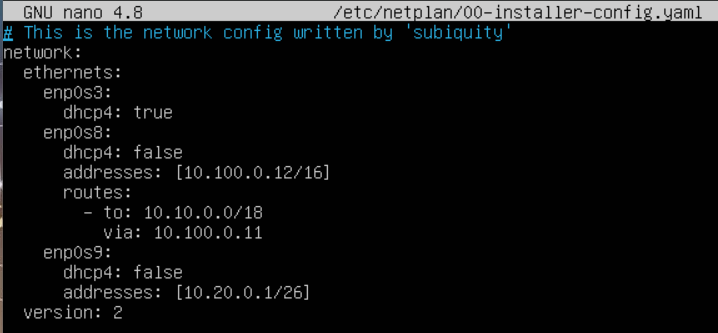 GNU nano 4.8 /etc/netplan/00-installer-config.yaml
# This is the network config written by 'subiquity'
network:
  ethernets:
    enp0s3:
      dhcp4: true
    enp0s8:
      dhcp4: false
      addresses: [10.100.0.12/16]
      routes:
        - to: 10.10.0.0/18
          via: 10.100.0.11
    enp0s9:
      dhcp4: false
      addresses: [10.20.0.1/26]
  version: 2